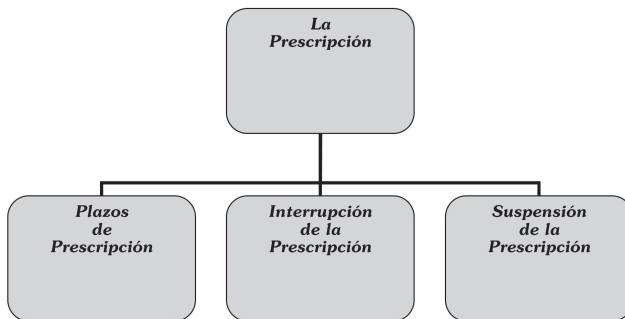 La
Prescripción
Plazos
de
Prescripción
Interrupción
de la
Prescripción
Suspensión
de la
Prescripción